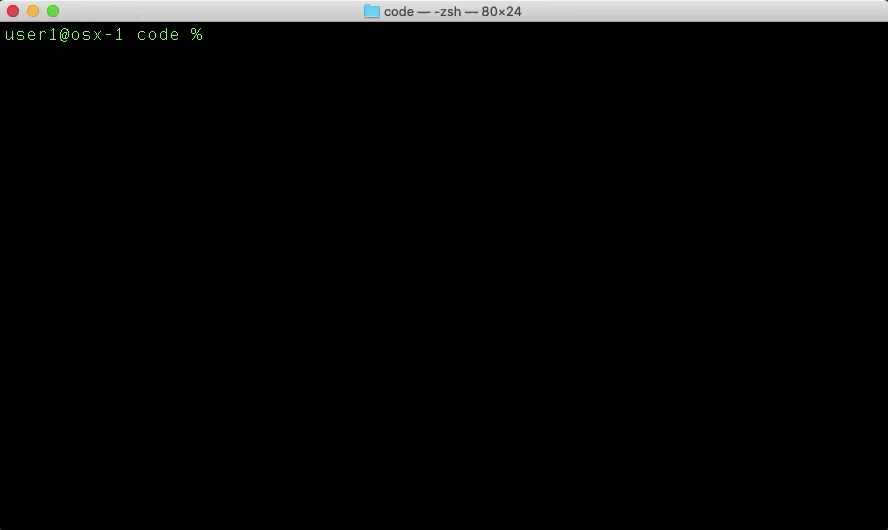 code — -zsh — 80×24
user1@osx-1 code %